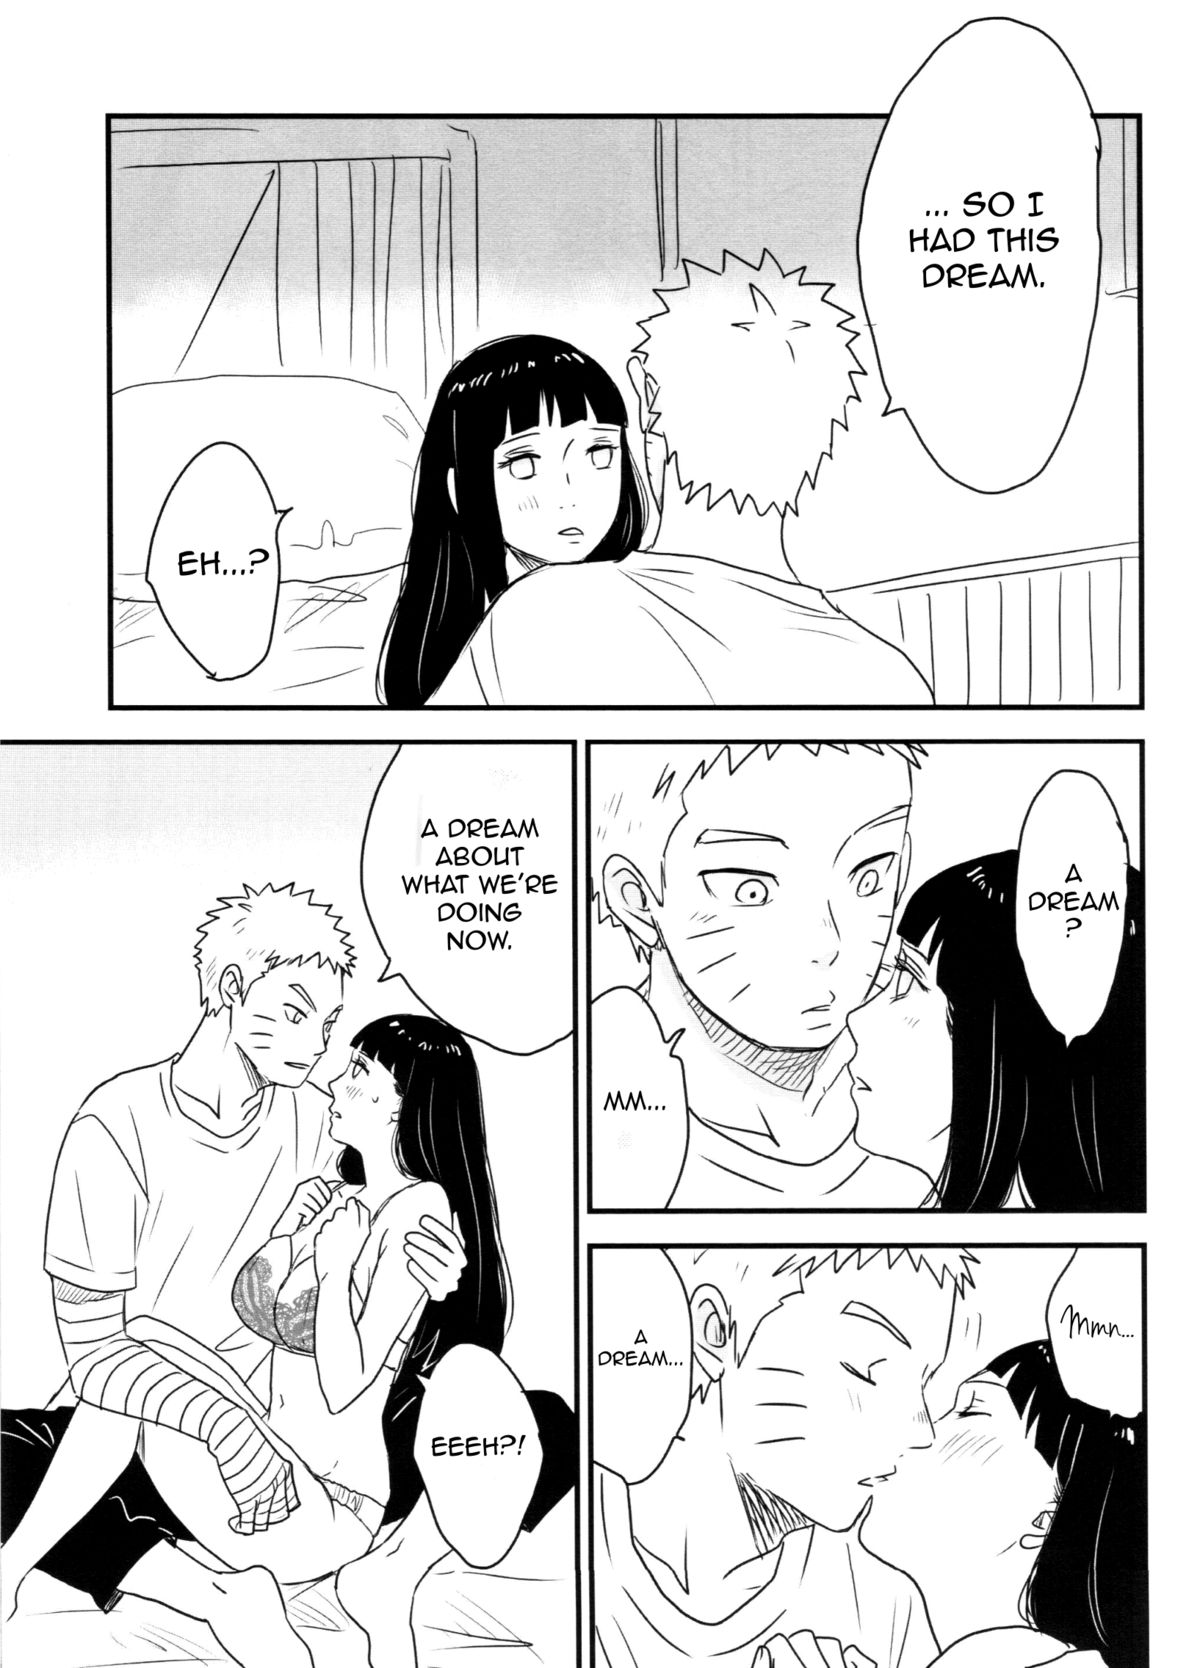 ... SO I
HAD THIS
DREAM.
EH...?
A
DREAM
?
MM...
Mmn...
A
DREAM...
A DREAM
ABOUT
WHAT WE'RE
DOING
NOW.
EEEH?!